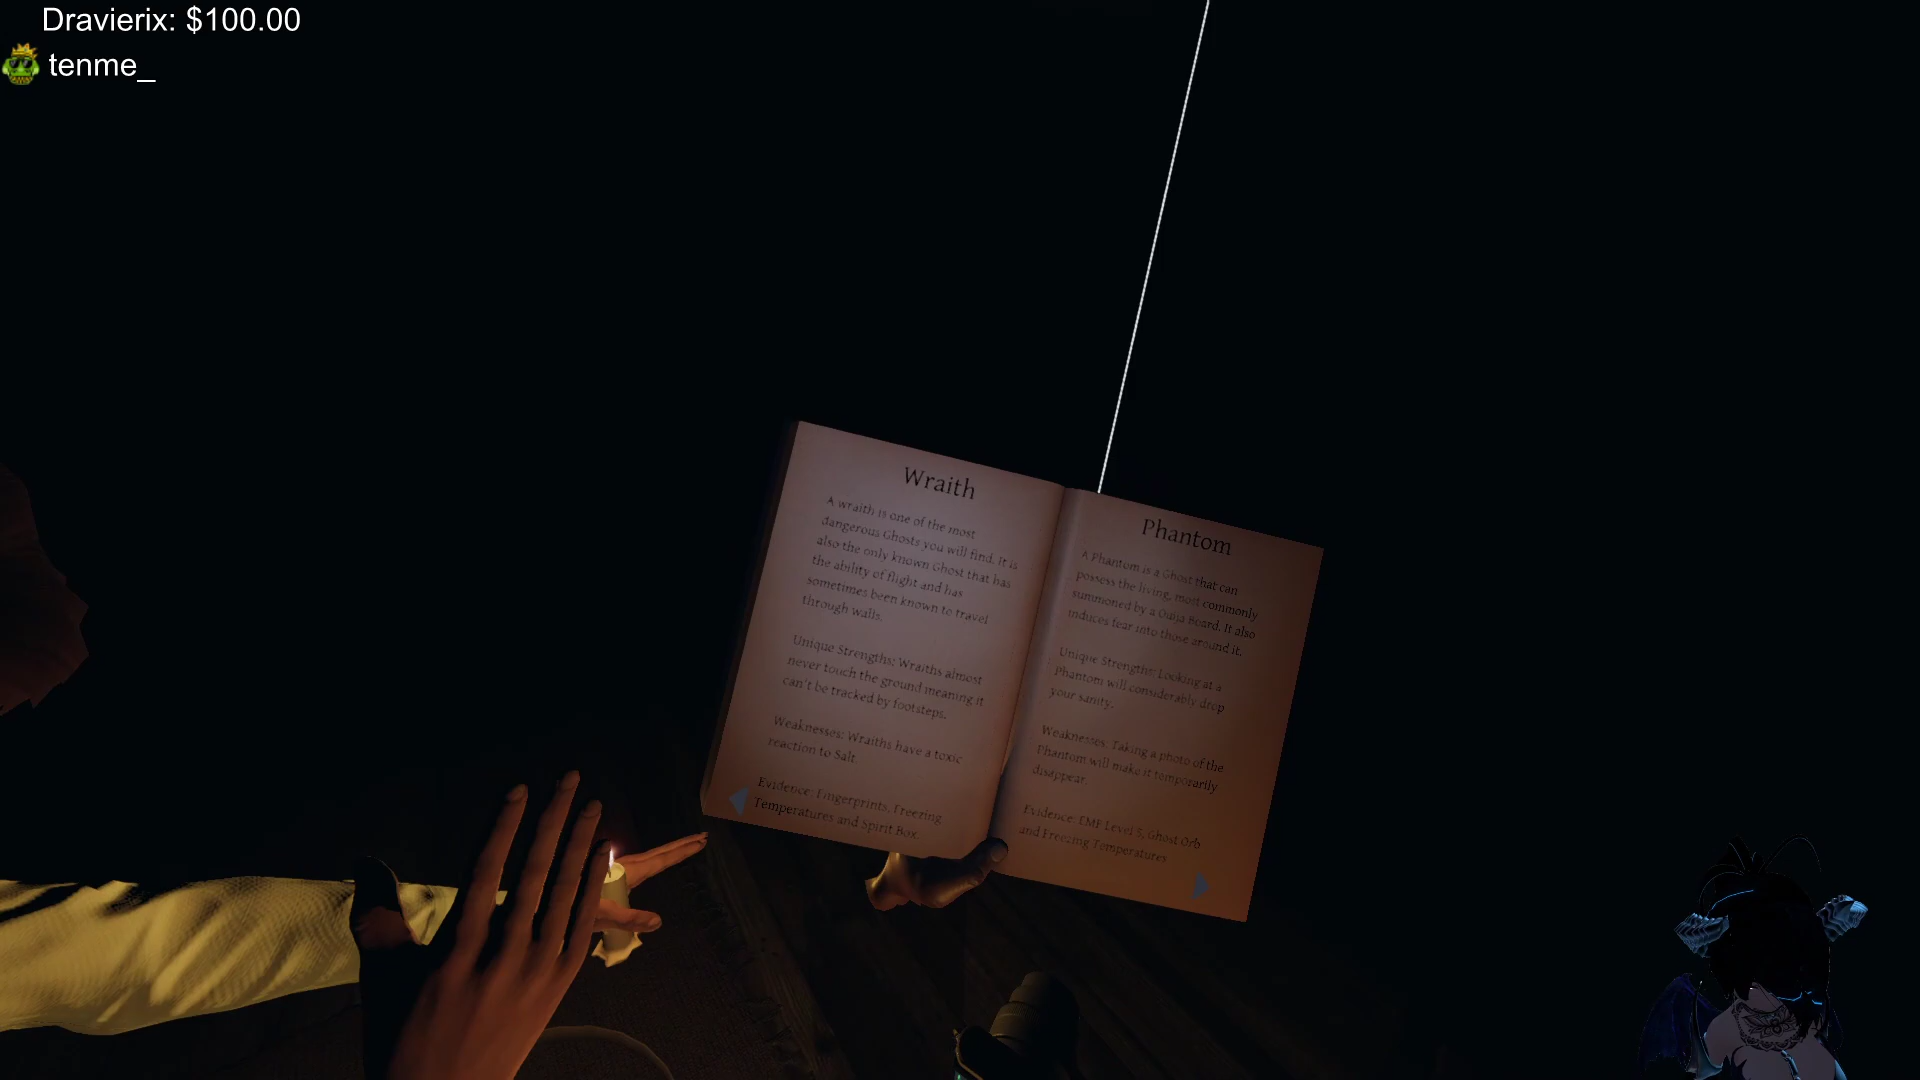 Dravierix: $100.00
tenme_
Wraith
A wraith is one of the most
dangerous Ghosts you will find. It is
also the only known Ghost that has
the ability of flight and has
sometimes been known to travel
through walls.
Unique Strengths: Wraiths almost
never touch the ground meaning it
can't be tracked by footsteps.
Weaknesses: Wraiths have a toxic
reaction to Salt.
Evidence: Fingerprints, Freezing
Temperatures and Spirit Box.
Phantom
A Phantom is a Ghost that can
possess the living, most commonly
summoned by a Ouija Board. It also
induces fear into those around it.
Unique Strengths: Looking at a
Phantom will considerably drop
your sanity.
Weaknesses: Taking a photo of the
Phantom will make it temporarily
disappear.
Evidence: EMF Level 5, Ghost Orb
and Freezing Temperatures